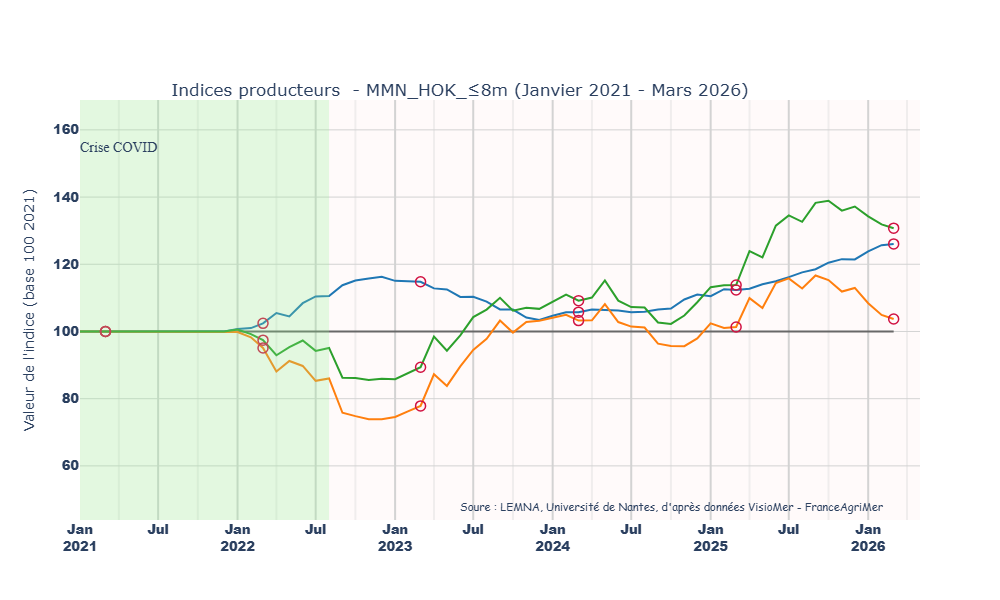 Indices producteurs  - MMN_HOK_≤8m (Janvier 2021 - Mars 2026)
Valeur de l'indice (base 100 2021)
160
140
120
100
80
60
Crise COVID
Soure : LEMNA, Université de Nantes, d'après données VisioMer - FranceAgriMer
Jan Jul Jan Jul Jan Jul Jan Jul Jan Jul Jan
2021 2022 2023 2024 2025 2026